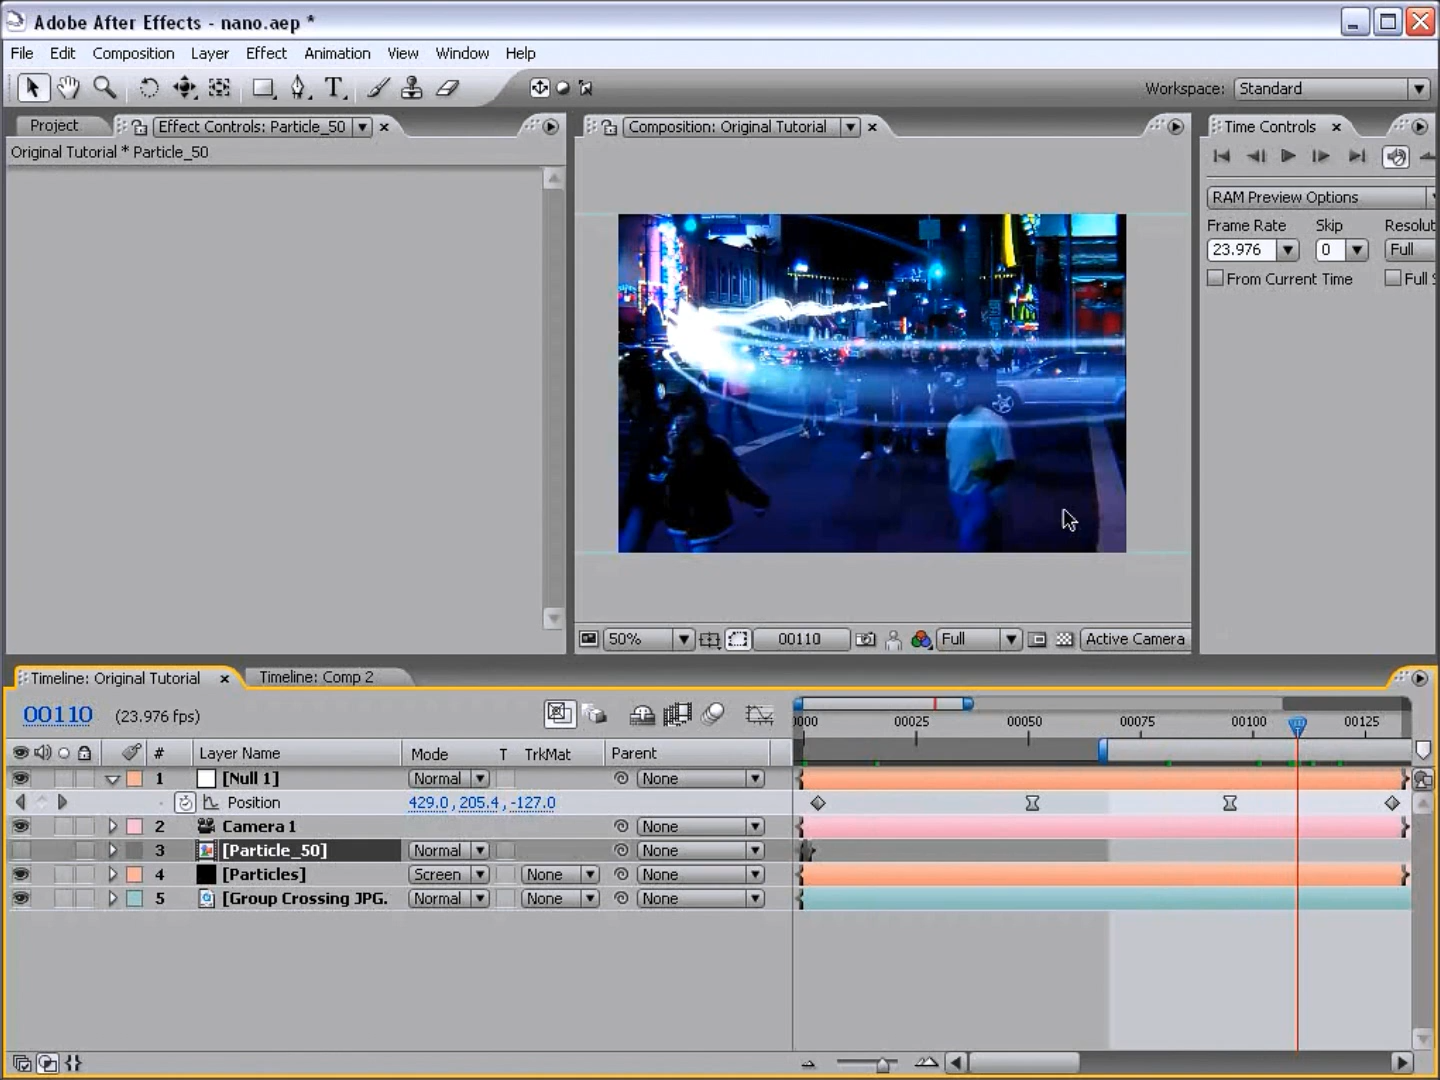 Adobe After Effects - nano.aep *
File Edit Composition Layer Effect Animation View Window Help
T Workspace: Standard
Project Effect Controls: Particle_50 Composition: Original Tutorial Time Controls
Original Tutorial * Particle_50
RAM Preview Options
Frame Rate Skip Resolut
23.976 0 Full
From Current Time Full S
50% 00110 Full Active Camera
Timeline: Original Tutorial Timeline: Comp 2
00110 (23.976 fps)
0000 00025 00050 00075 00100 00125
# Layer Name Mode T TrkMat Parent
1 [Null 1] Normal None
Position 429.0, 205.4, -127.0
2 Camera 1 None
3 [Particle_50] Normal None
4 [Particles] Screen None None
5 [Group Crossing JPG. Normal None None